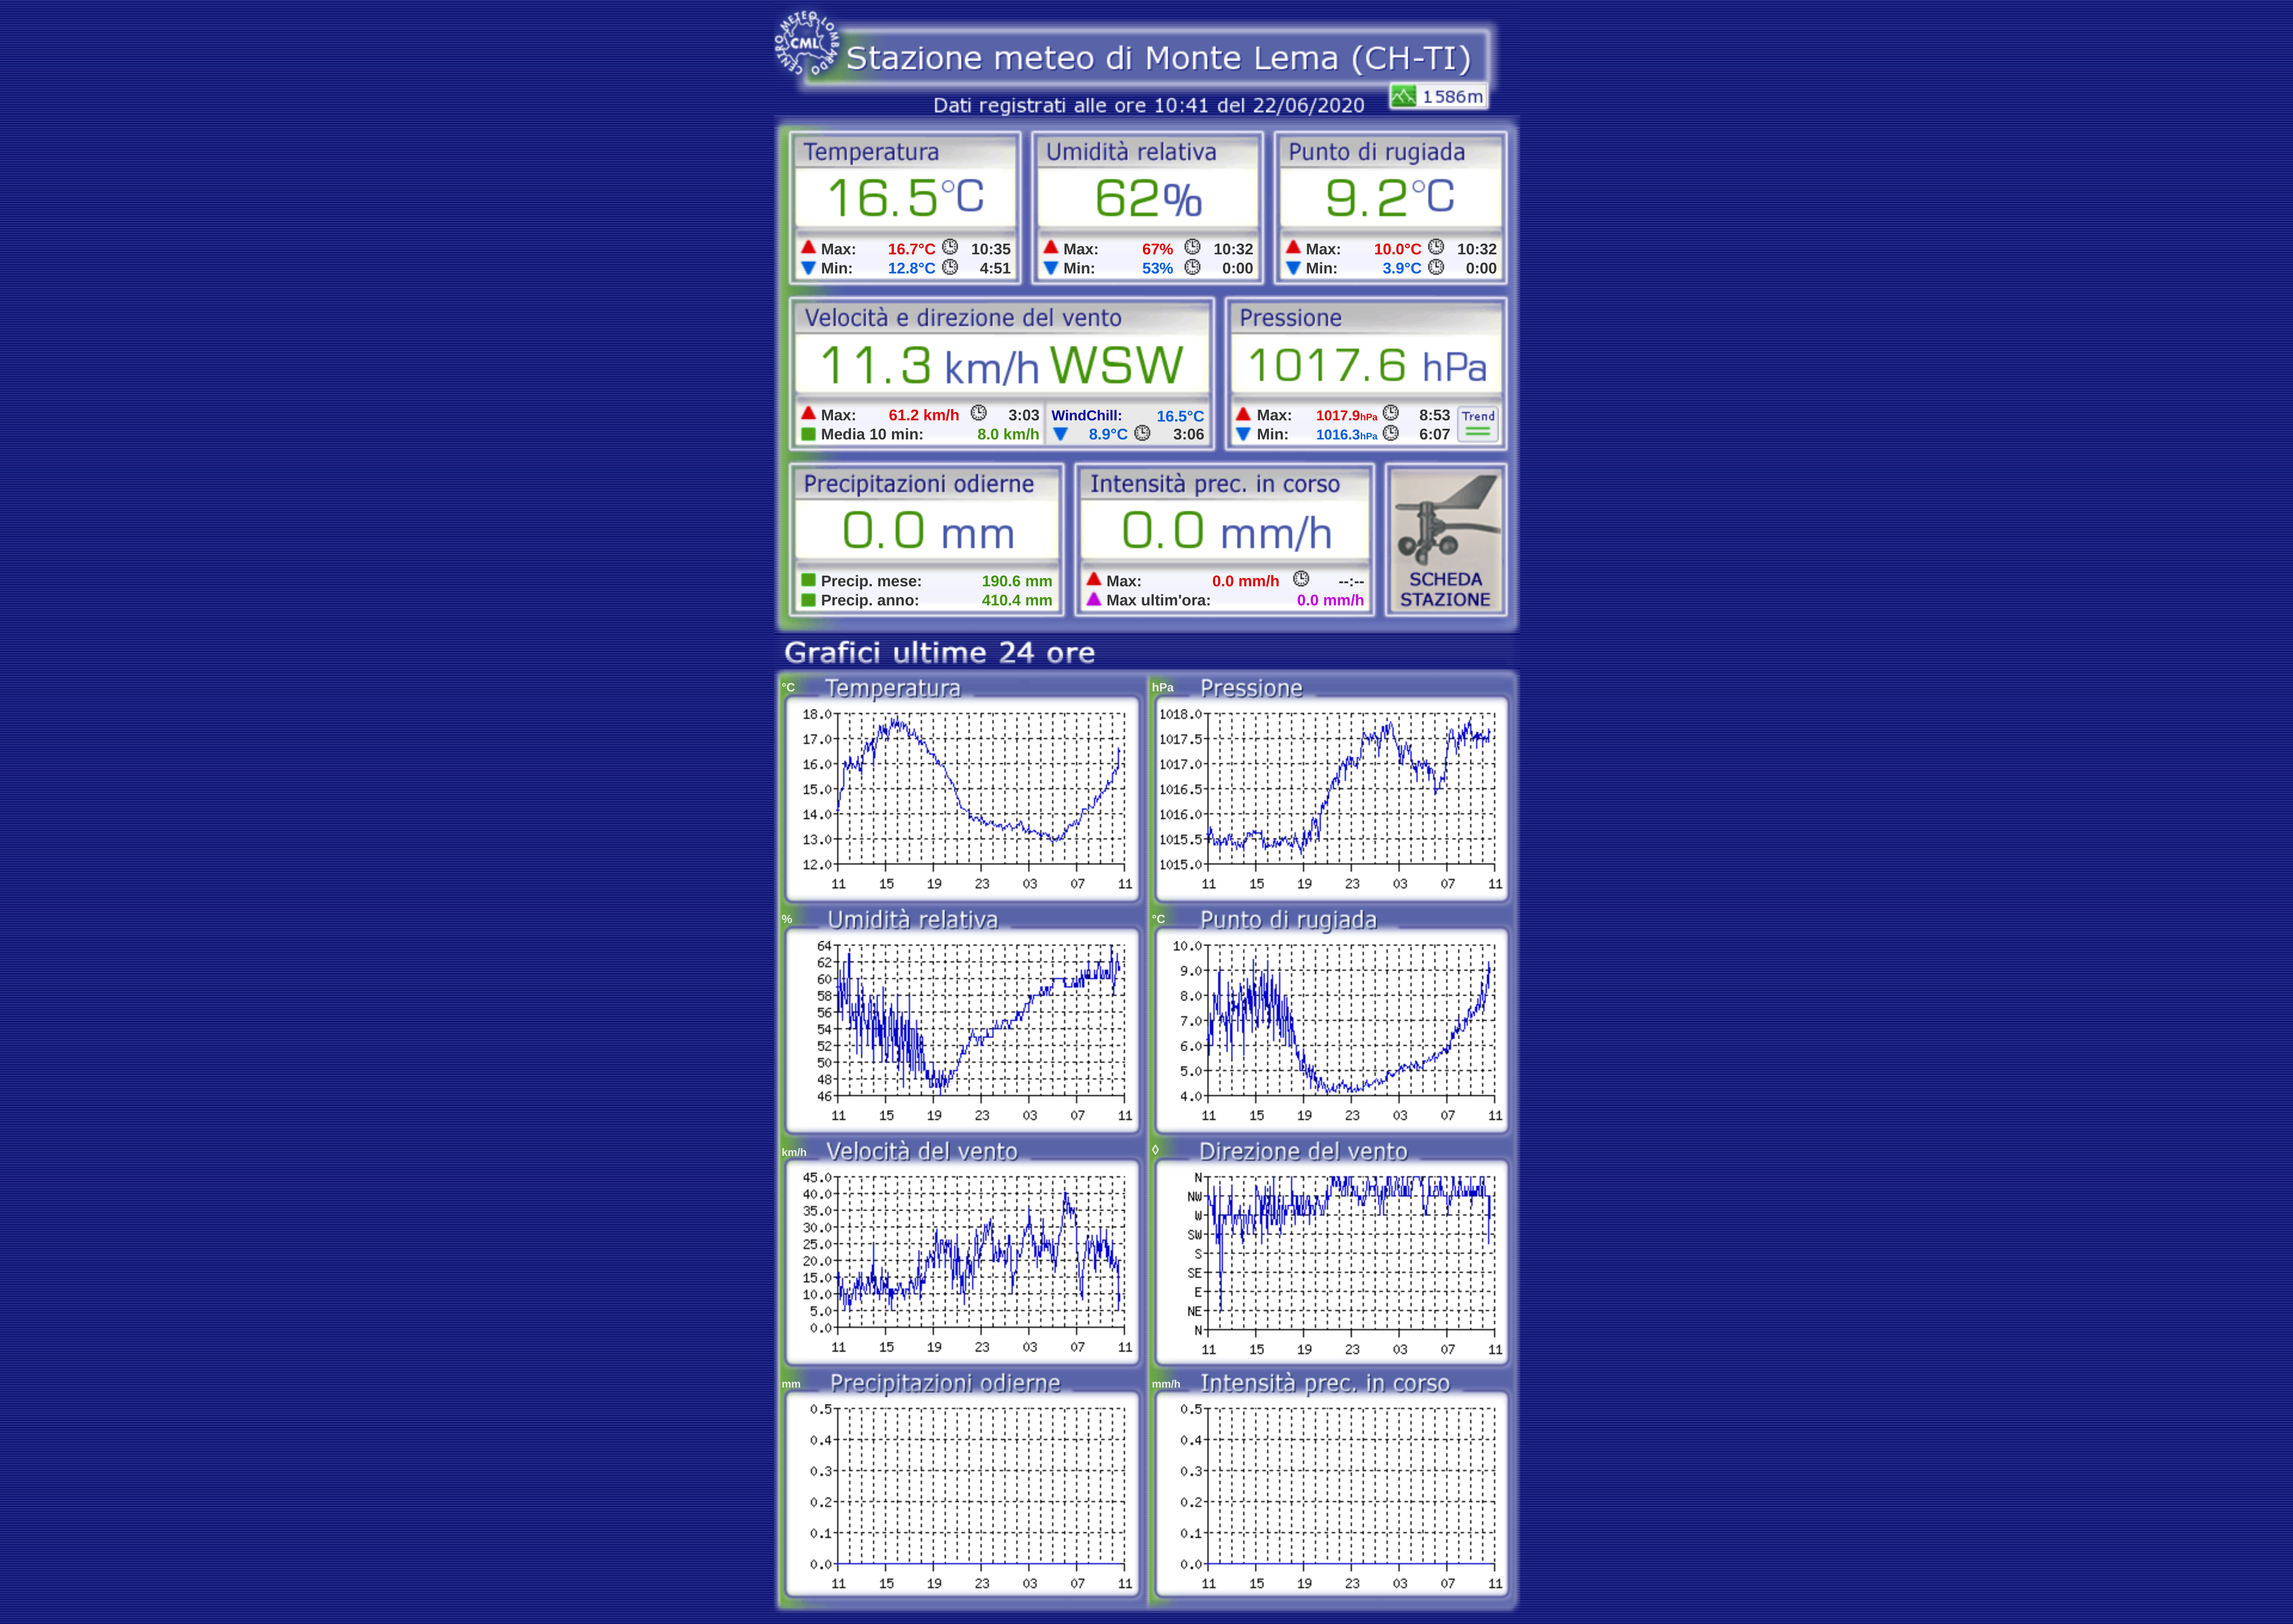 CENTRO METEO LOMBARDO
CML
Stazione meteo di Monte Lema (CH-TI)
Dati registrati alle ore 10:41 del 22/06/2020
1586m
Temperatura
16.5°C
Max: 16.7°C 10:35
Min: 12.8°C 4:51
Umidità relativa
62%
Max: 67% 10:32
Min: 53% 0:00
Punto di rugiada
9.2°C
Max: 10.0°C 10:32
Min: 3.9°C 0:00
Velocità e direzione del vento
11.3 km/h WSW
Max: 61.2 km/h 3:03
Media 10 min: 8.0 km/h
WindChill: 16.5°C
8.9°C 3:06
Pressione
1017.6 hPa
Max: 1017.9hPa 8:53
Min: 1016.3hPa 6:07
Trend
Precipitazioni odierne
0.0 mm
Precip. mese: 190.6 mm
Precip. anno: 410.4 mm
Intensità prec. in corso
0.0 mm/h
Max: 0.0 mm/h --:--
Max ultim'ora: 0.0 mm/h
SCHEDA
STAZIONE
Grafici ultime 24 ore
°C Temperatura
18.0
17.0
16.0
15.0
14.0
13.0
12.0
11 15 19 23 03 07 11
hPa Pressione
1018.0
1017.5
1017.0
1016.5
1016.0
1015.5
1015.0
11 15 19 23 03 07 11
% Umidità relativa
64
62
60
58
56
54
52
50
48
46
11 15 19 23 03 07 11
°C Punto di rugiada
10.0
9.0
8.0
7.0
6.0
5.0
4.0
11 15 19 23 03 07 11
km/h Velocità del vento
45.0
40.0
35.0
30.0
25.0
20.0
15.0
10.0
5.0
0.0
11 15 19 23 03 07 11
◊ Direzione del vento
N
NW
W
SW
S
SE
E
NE
N
11 15 19 23 03 07 11
mm Precipitazioni odierne
0.5
0.4
0.3
0.2
0.1
0.0
11 15 19 23 03 07 11
mm/h Intensità prec. in corso
0.5
0.4
0.3
0.2
0.1
0.0
11 15 19 23 03 07 11